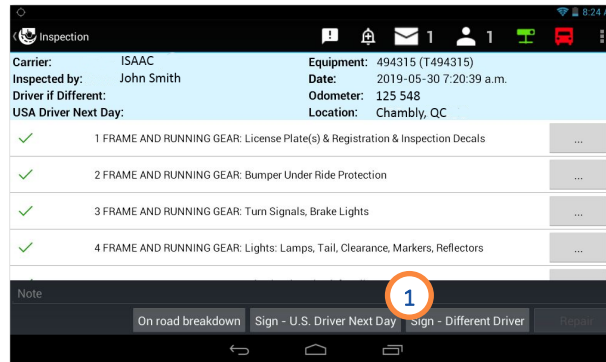 8:24 A
Inspection
1
1
Carrier: ISAAC Equipment: 494315 (T494315)
Inspected by: John Smith Date: 2019-05-30 7:20:39 a.m.
Driver if Different: Odometer: 125 548
USA Driver Next Day: Location: Chambly, QC
1 FRAME AND RUNNING GEAR: License Plate(s) & Registration & Inspection Decals ...
2 FRAME AND RUNNING GEAR: Bumper Under Ride Protection ...
3 FRAME AND RUNNING GEAR: Turn Signals, Brake Lights ...
4 FRAME AND RUNNING GEAR: Lights: Lamps, Tail, Clearance, Markers, Reflectors ...
Note
1
On road breakdown Sign - U.S. Driver Next Day Sign - Different Driver Repair